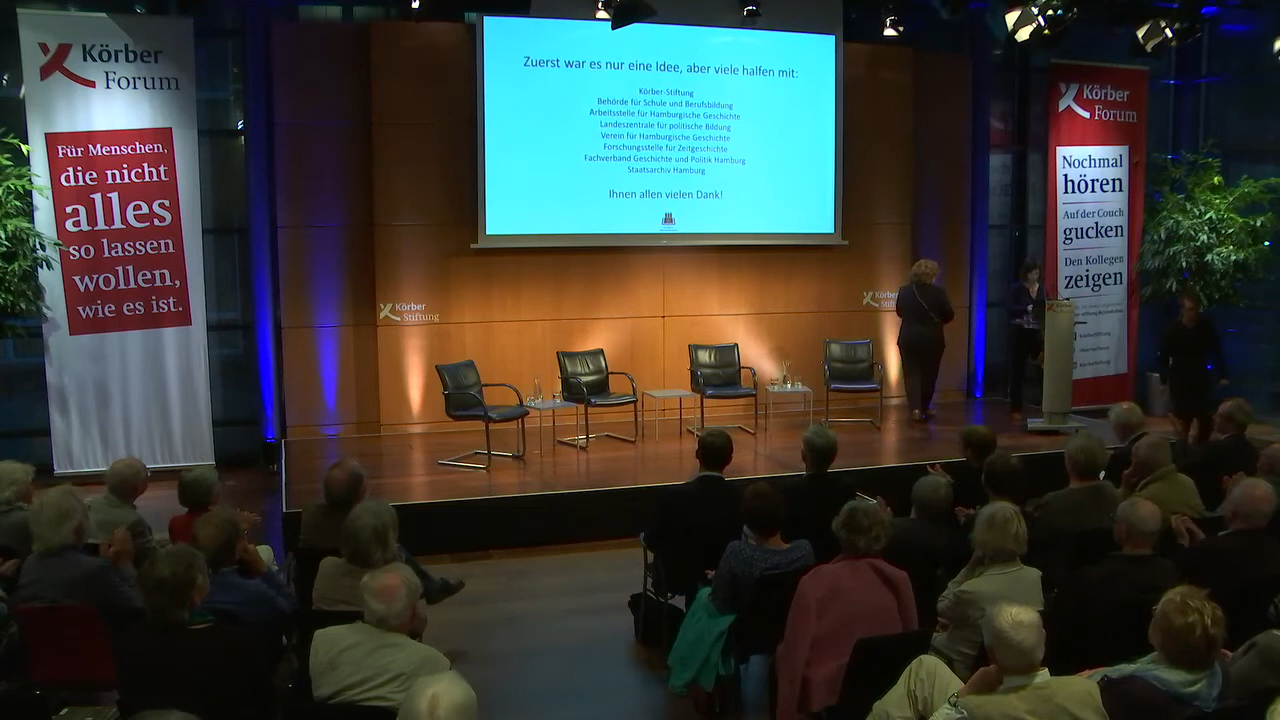 Körber
Forum
Für Menschen,
die nicht
alles
so lassen
wollen,
wie es ist.
Zuerst war es nur eine Idee, aber viele halfen mit:
Körber-Stiftung
Behörde für Schule und Berufsbildung
Arbeitsstelle für Hamburgische Geschichte
Landeszentrale für politische Bildung
Verein für Hamburgische Geschichte
Forschungsstelle für Zeitgeschichte
Fachverband Geschichte und Politik Hamburg
Staatsarchiv Hamburg
Ihnen allen vielen Dank!
Körber
Stiftung
Körber
Stift
Körber
Forum
Nochmal
hören
Auf der Couch
gucken
Den Kollegen
zeigen